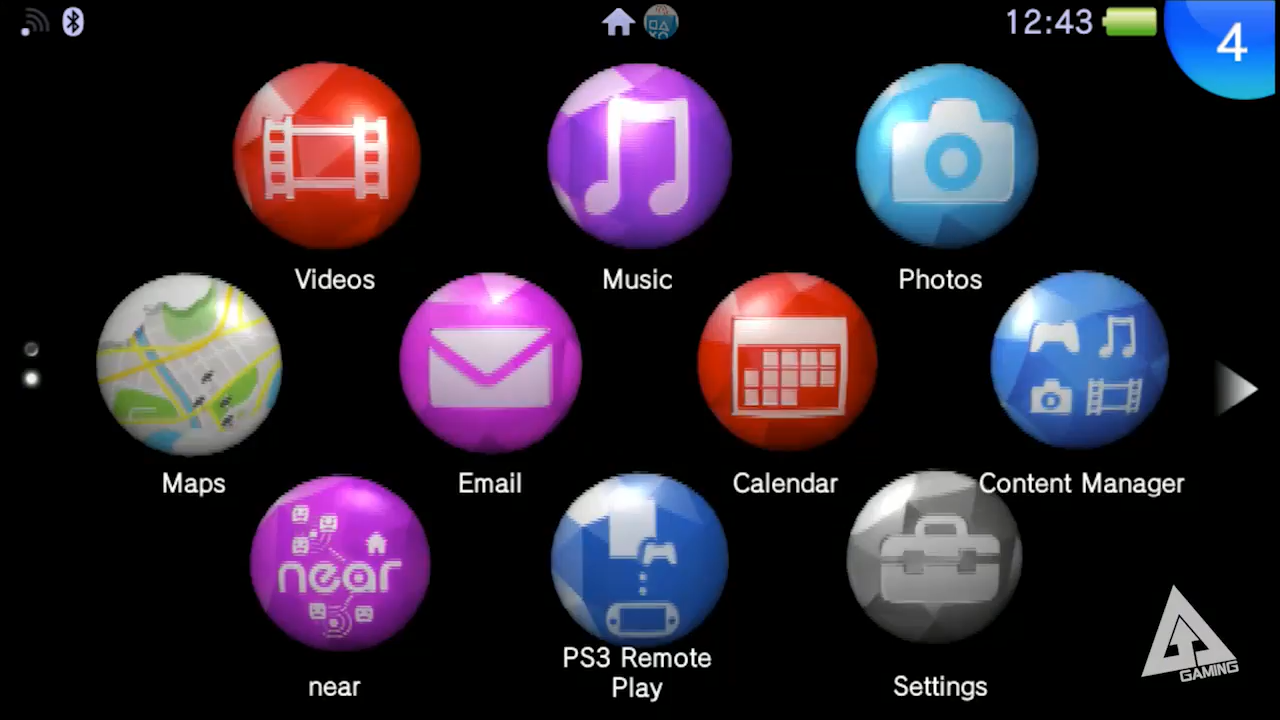 12:43
4
Videos
Music
Photos
Maps
Email
Calendar
Content Manager
near
near
PS3 Remote
Play
Settings
GAMING